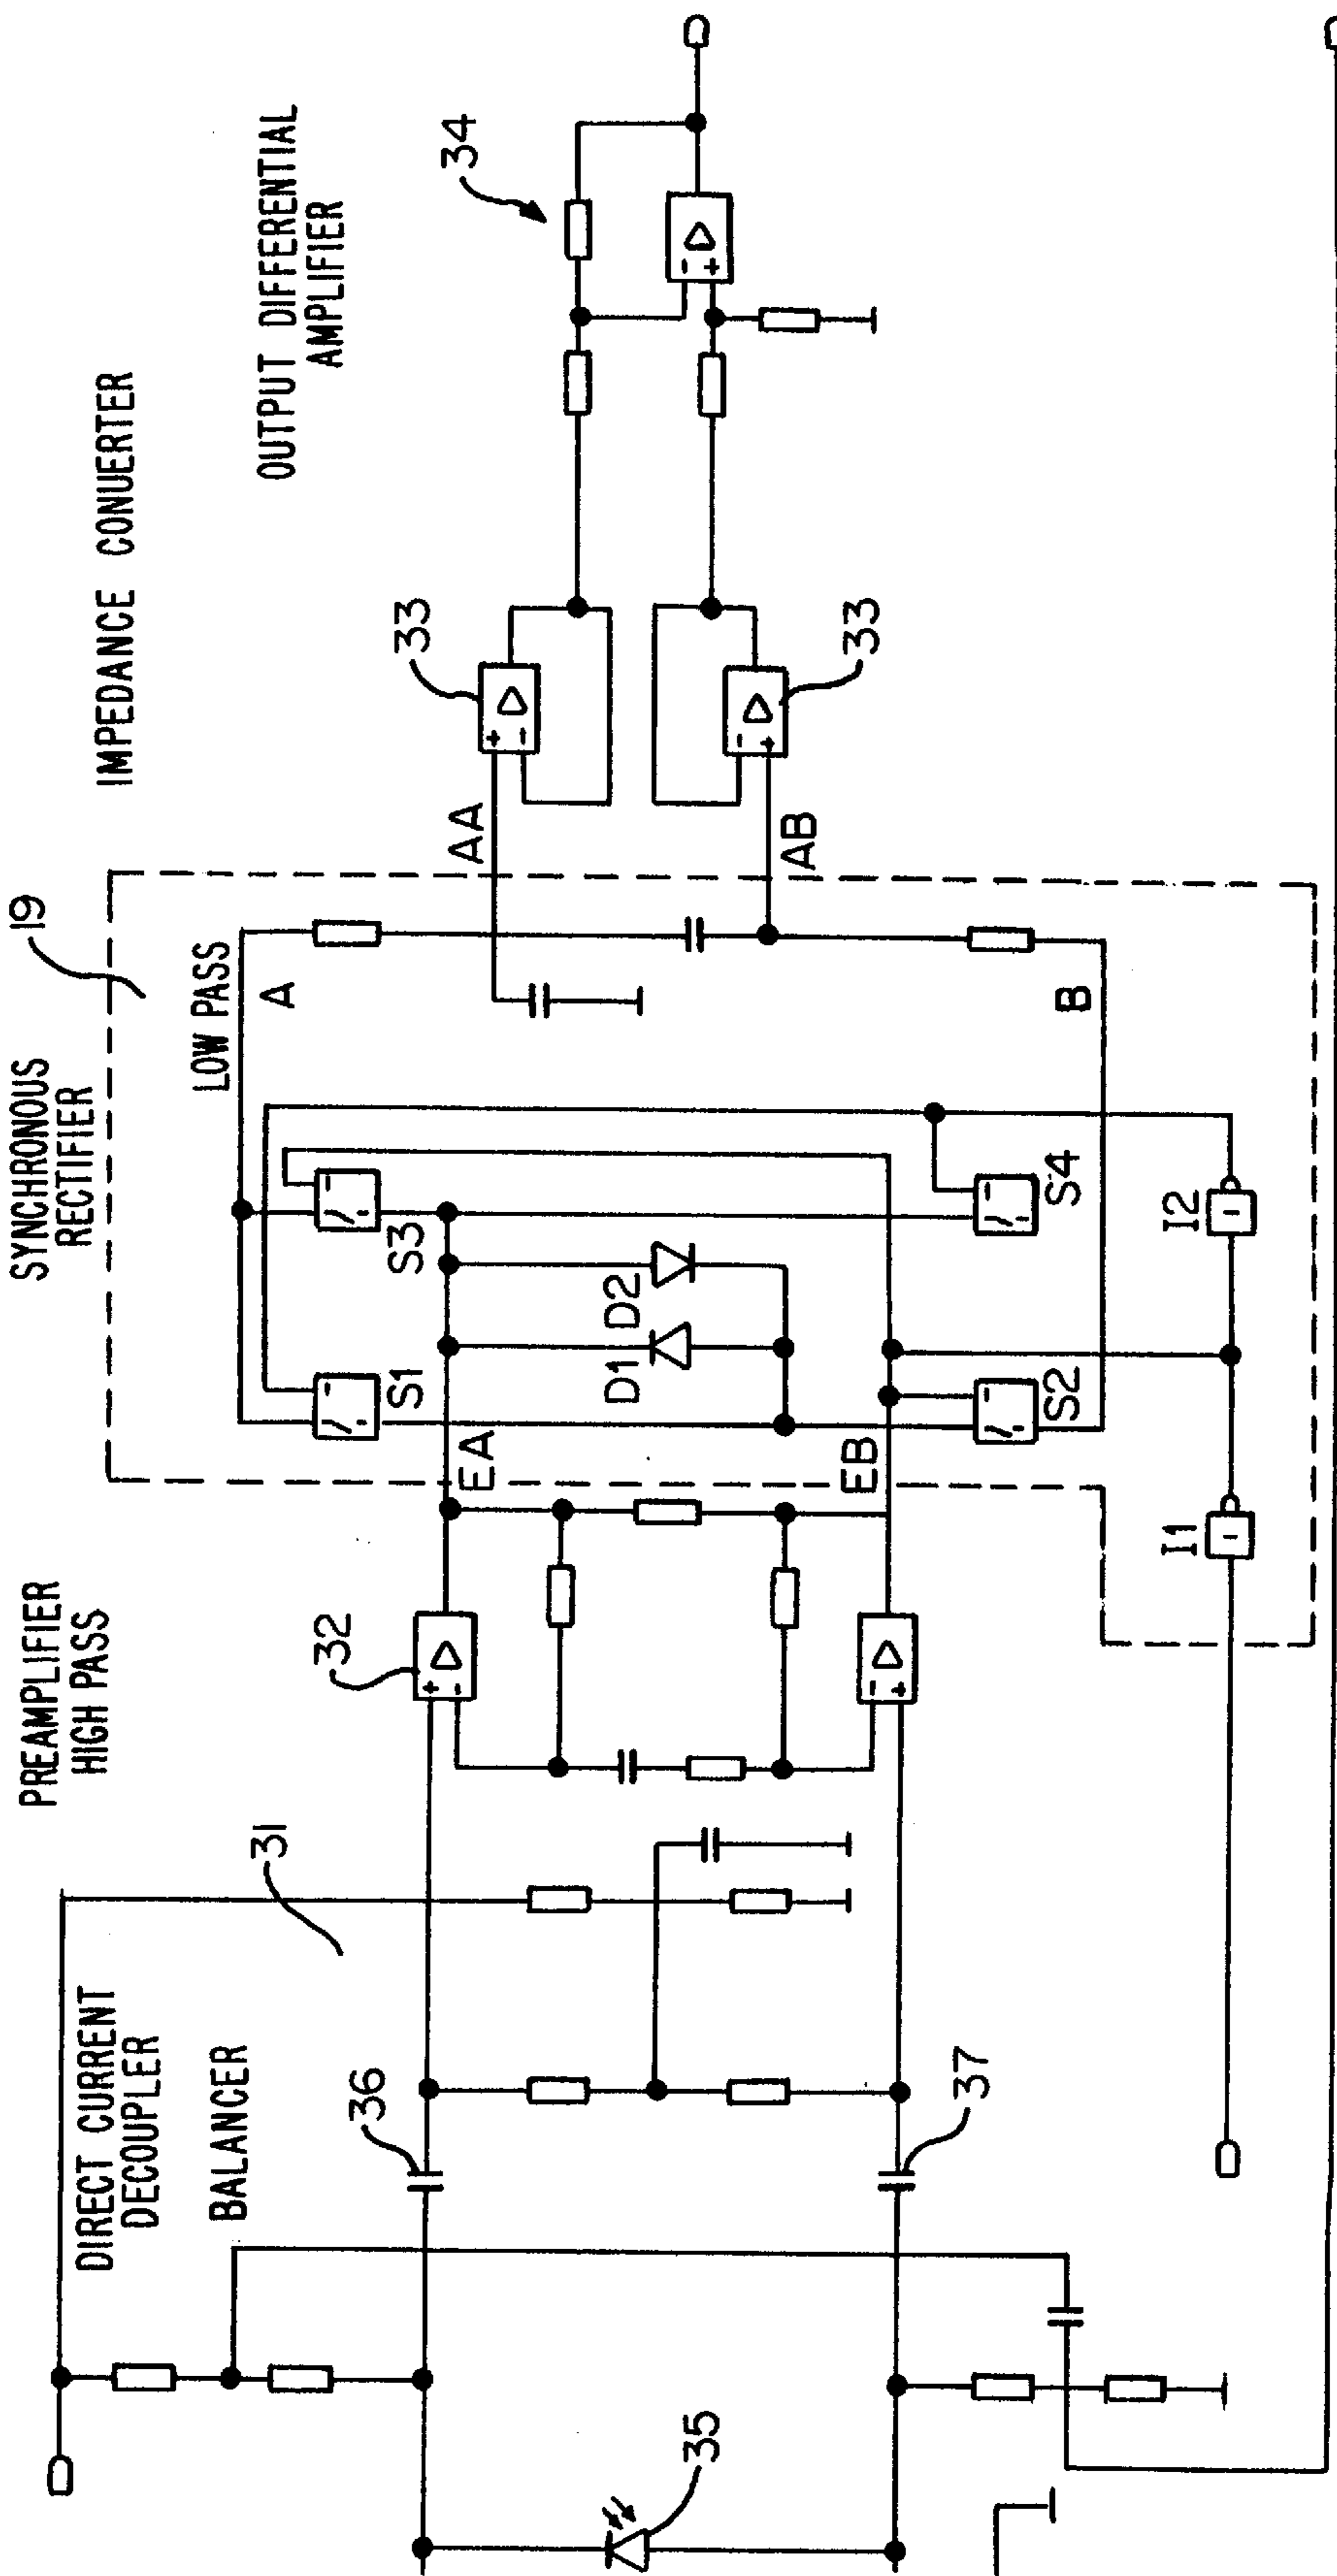 DIRECT CURRENT
DECOUPLER
BALANCER
PREAMPLIFIER
HIGH PASS
SYNCHRONOUS
RECTIFIER
IMPEDANCE CONUERTER
OUTPUT DIFFERENTIAL
AMPLIFIER
LOW PASS
19
31
32
33
33
34
35
36
37
EA
EB
S1
S2
S3
S4
D1
D2
A
B
AA
AB
I1
I2
+
-
-
+
+
-
-
+
-
+